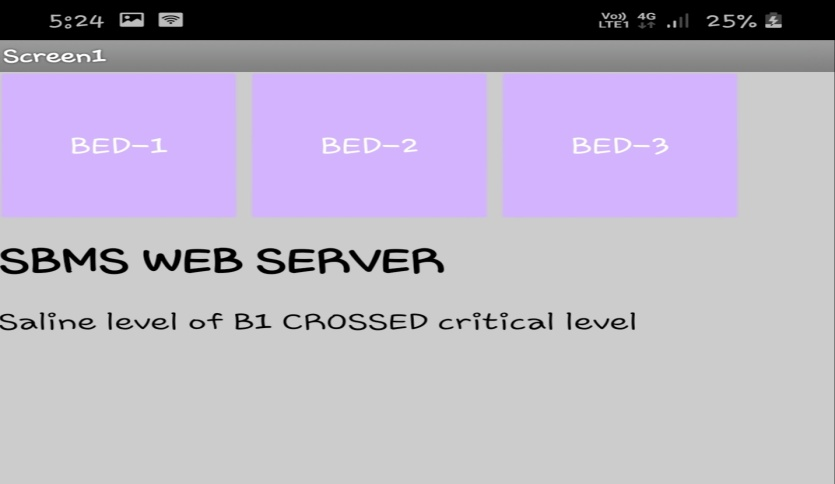 5:24 Vo)) LTE1 4G 25%
Screen1
BED-1 BED-2 BED-3
SBMS WEB SERVER
Saline level of B1 CROSSED critical level